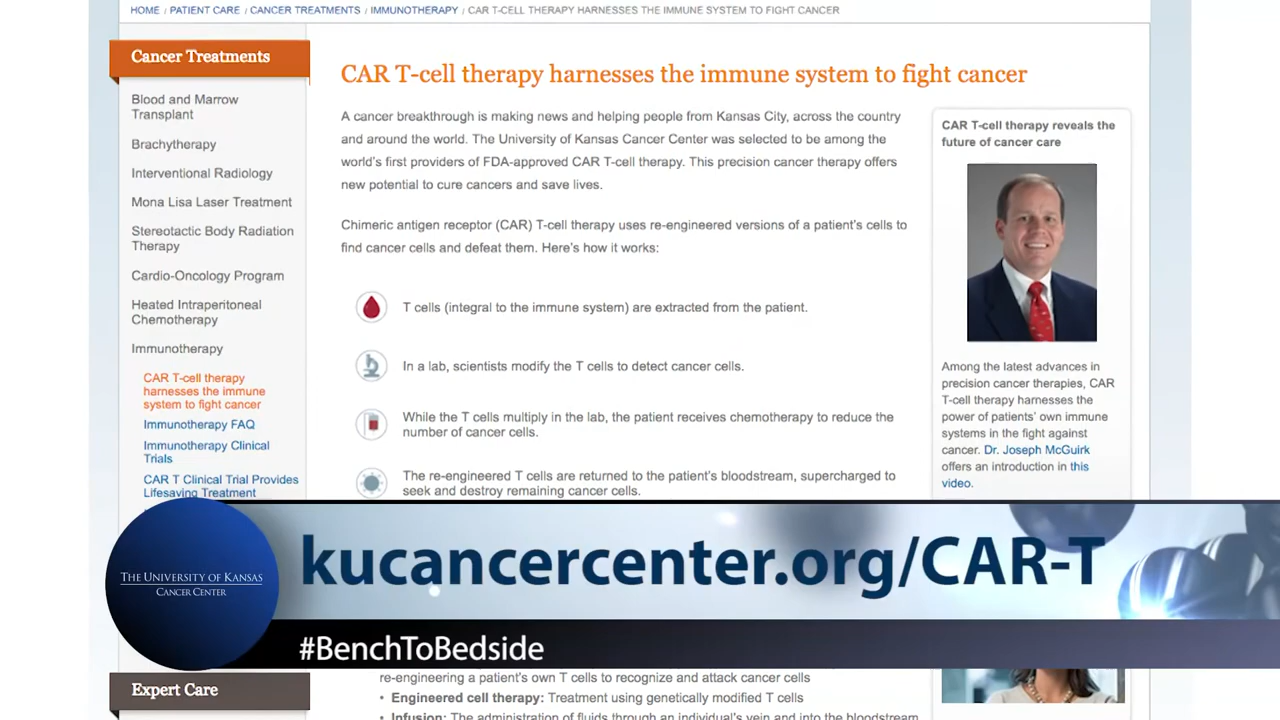 HOME / PATIENT CARE / CANCER TREATMENTS / IMMUNOTHERAPY / CAR T-CELL THERAPY HARNESSES THE IMMUNE SYSTEM TO FIGHT CANCER
Cancer Treatments
Blood and Marrow
Transplant
Brachytherapy
Interventional Radiology
Mona Lisa Laser Treatment
Stereotactic Body Radiation
Therapy
Cardio-Oncology Program
Heated Intraperitoneal
Chemotherapy
Immunotherapy
CAR T-cell therapy
harnesses the immune
system to fight cancer
Immunotherapy FAQ
Immunotherapy Clinical
Trials
CAR T Clinical Trial Provides
Lifesaving Treatment
CAR T-cell therapy harnesses the immune system to fight cancer
A cancer breakthrough is making news and helping people from Kansas City, across the country
and around the world. The University of Kansas Cancer Center was selected to be among the
world's first providers of FDA-approved CAR T-cell therapy. This precision cancer therapy offers
new potential to cure cancers and save lives.
Chimeric antigen receptor (CAR) T-cell therapy uses re-engineered versions of a patient's cells to
find cancer cells and defeat them. Here's how it works:
T cells (integral to the immune system) are extracted from the patient.
In a lab, scientists modify the T cells to detect cancer cells.
While the T cells multiply in the lab, the patient receives chemotherapy to reduce the
number of cancer cells.
The re-engineered T cells are returned to the patient's bloodstream, supercharged to
seek and destroy remaining cancer cells.
CAR T-cell therapy reveals the
future of cancer care
Among the latest advances in
precision cancer therapies, CAR
T-cell therapy harnesses the
power of patients' own immune
systems in the fight against
cancer. Dr. Joseph McGuirk
offers an introduction in this
video.
THE UNIVERSITY OF KANSAS
CANCER CENTER
kucancercenter.org/CAR-T
#BenchToBedside
Expert Care
re-engineering a patient's own T cells to recognize and attack cancer cells
• Engineered cell therapy: Treatment using genetically modified T cells
• Infusion: The administration of fluids through an individual's vein and into the bloodstream